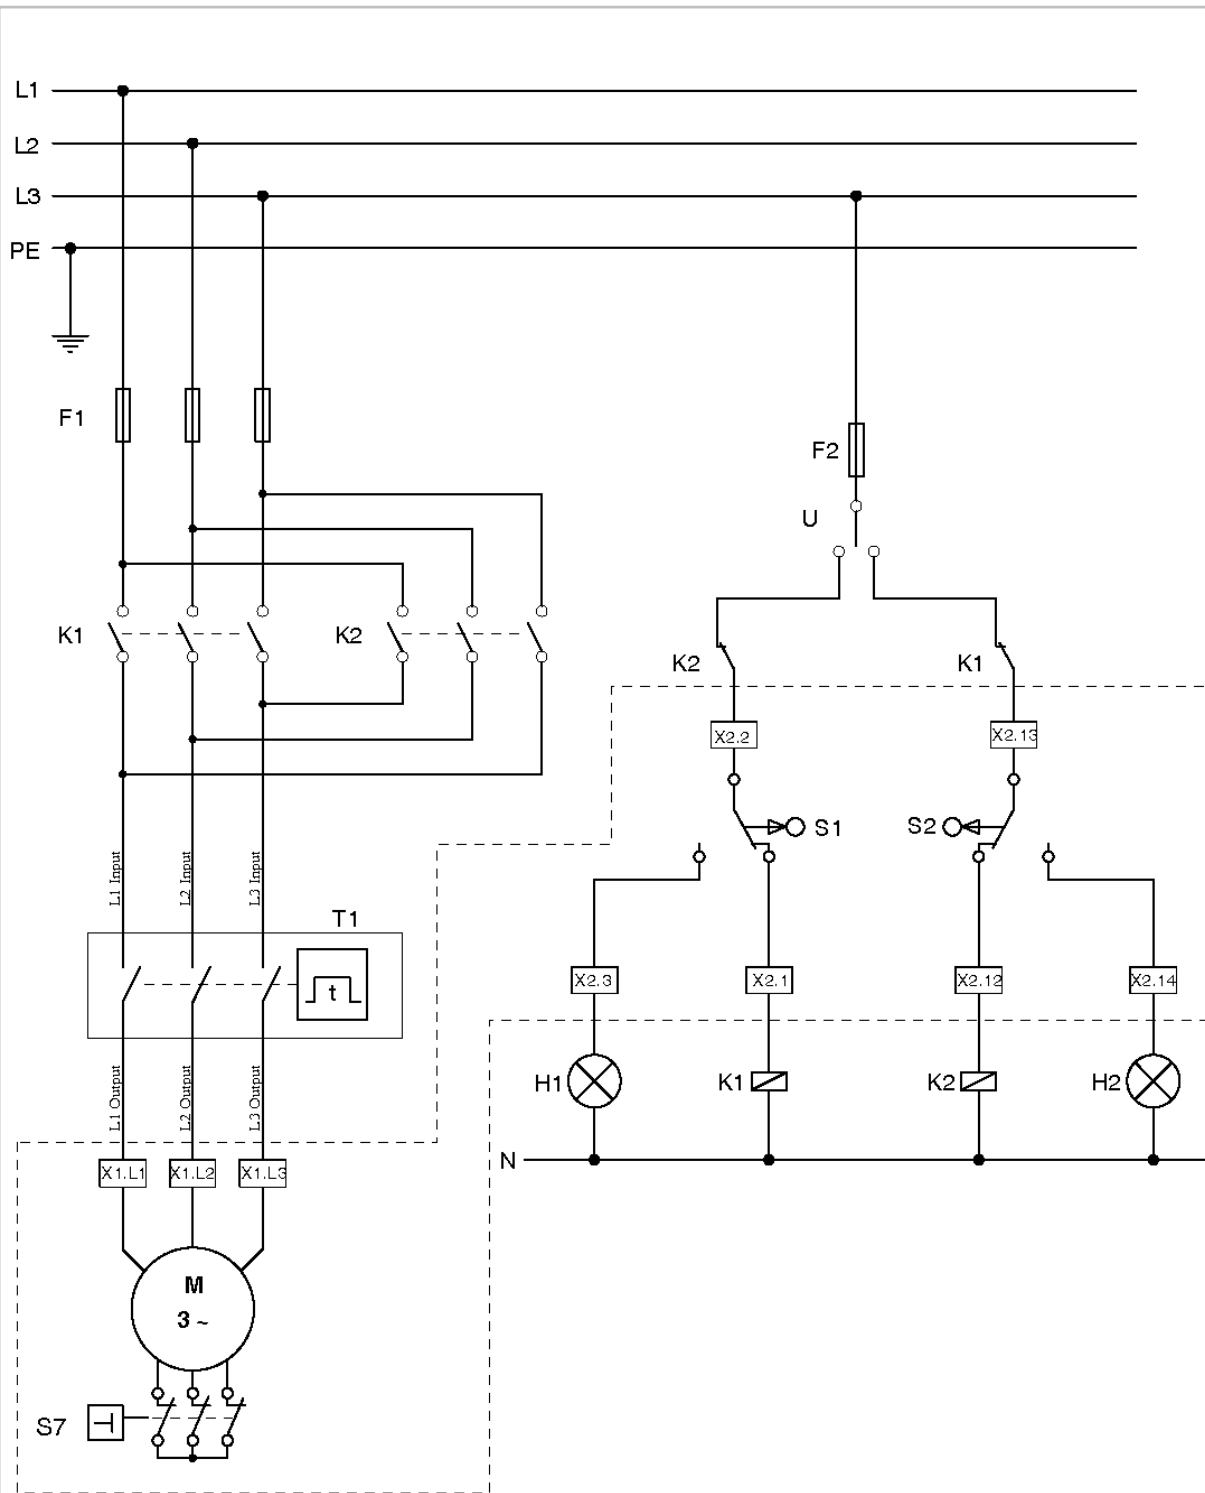 L1
L2
L3
PE
F1
F2
U
K1
K2
K2
K1
X2.2
X2.13
S1
S2
L1 Input
L2 Input
L3 Input
T1
t
X2.3
X2.1
X2.12
X2.14
H1
K1
K2
H2
L1 Output
L2 Output
L3 Output
N
X1.L1
X1.L2
X1.L3
M
3 ~
S7